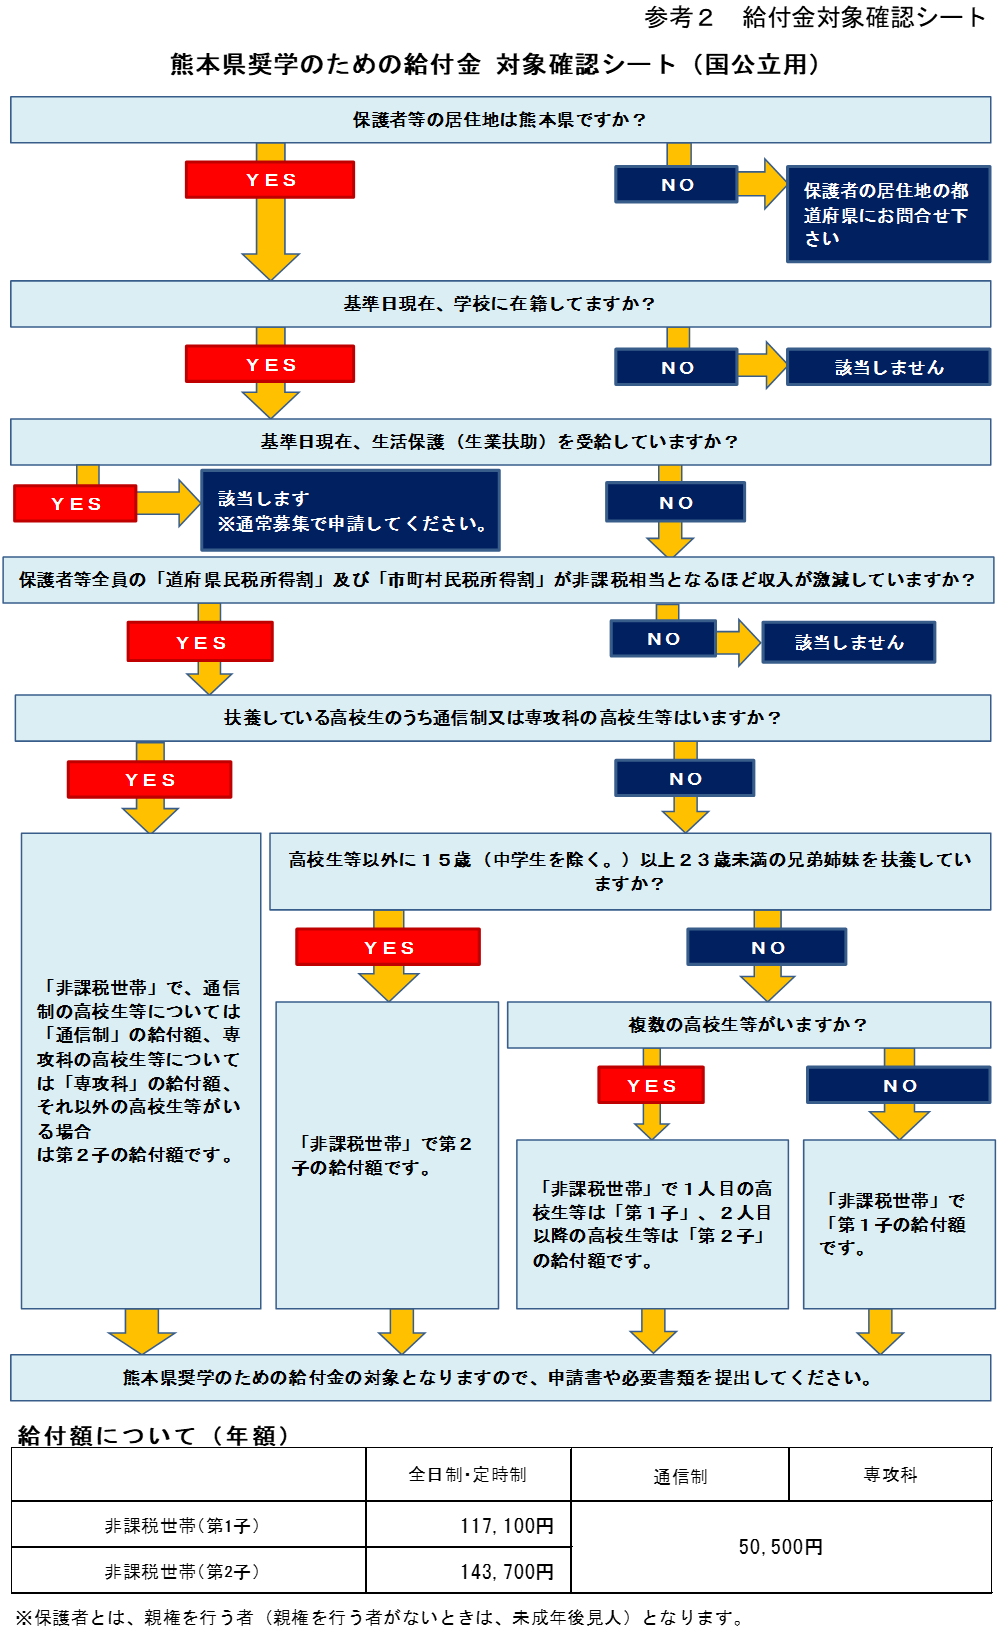 参考２　給付金対象確認シート
熊本県奨学のための給付金 対象確認シート（国公立用）
保護者等の居住地は熊本県ですか？
YES
NO
保護者の居住地の都
道府県にお問合せ下
さい
基準日現在、学校に在籍してますか？
YES
NO
該当しません
基準日現在、生活保護（生業扶助）を受給していますか？
YES
該当します
※通常募集で申請してください。
NO
保護者等全員の「道府県民税所得割」及び「市町村民税所得割」が非課税相当となるほど収入が激減していますか？
YES
NO
該当しません
扶養している高校生のうち通信制又は専攻科の高校生等はいますか？
YES
NO
高校生等以外に１５歳（中学生を除く。）以上２３歳未満の兄弟姉妹を扶養してい
ますか？
YES
NO
「非課税世帯」で、通信
制の高校生等については
「通信制」の給付額、専
攻科の高校生等について
は「専攻科」の給付額、
それ以外の高校生等がい
る場合
は第２子の給付額です。
「非課税世帯」で第２
子の給付額です。
複数の高校生等がいますか？
YES
NO
「非課税世帯」で１人目の高
校生等は「第１子」、２人目
以降の高校生等は「第２子」
の給付額です。
「非課税世帯」で
「第１子の給付額
です。
熊本県奨学のための給付金の対象となりますので、申請書や必要書類を提出してください。
給付額について（年額）
全日制・定時制
通信制
専攻科
非課税世帯（第1子）
117,100円
50,500円
非課税世帯（第2子）
143,700円
※保護者とは、親権を行う者（親権を行う者がないときは、未成年後見人）となります。